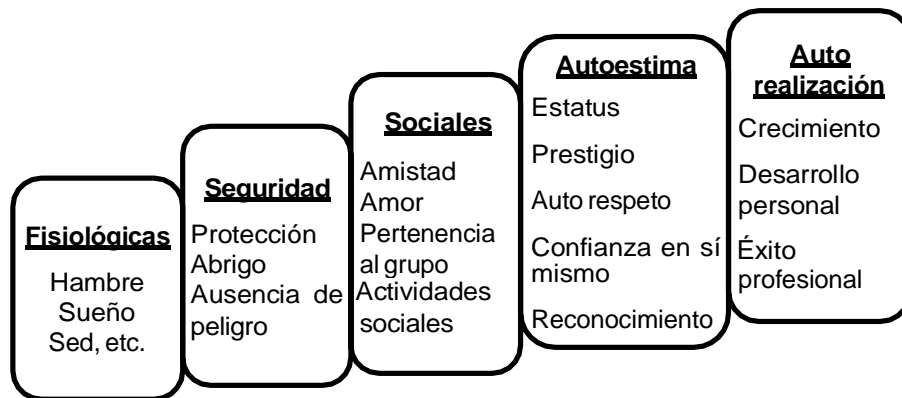 Fisiológicas
Hambre
Sueño
Sed, etc.
Seguridad
Protección
Abrigo
Ausencia de
peligro
Sociales
Amistad
Amor
Pertenencia
al grupo
Actividades
sociales
Autoestima
Estatus
Prestigio
Auto respeto
Confianza en sí
mismo
Reconocimiento
Auto
realización
Crecimiento
Desarrollo
personal
Éxito
profesional